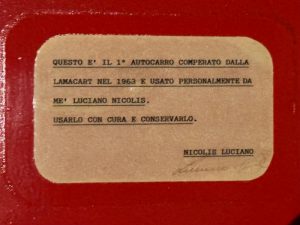 QUESTO E' IL 1° AUTOCARRO COMPERATO DALLA
LAMACART NEL 1963 E USATO PERSONALMENTE DA
ME' LUCIANO NICOLIS.
USARLO CON CURA E CONSERVARLO.
NICOLIS LUCIANO